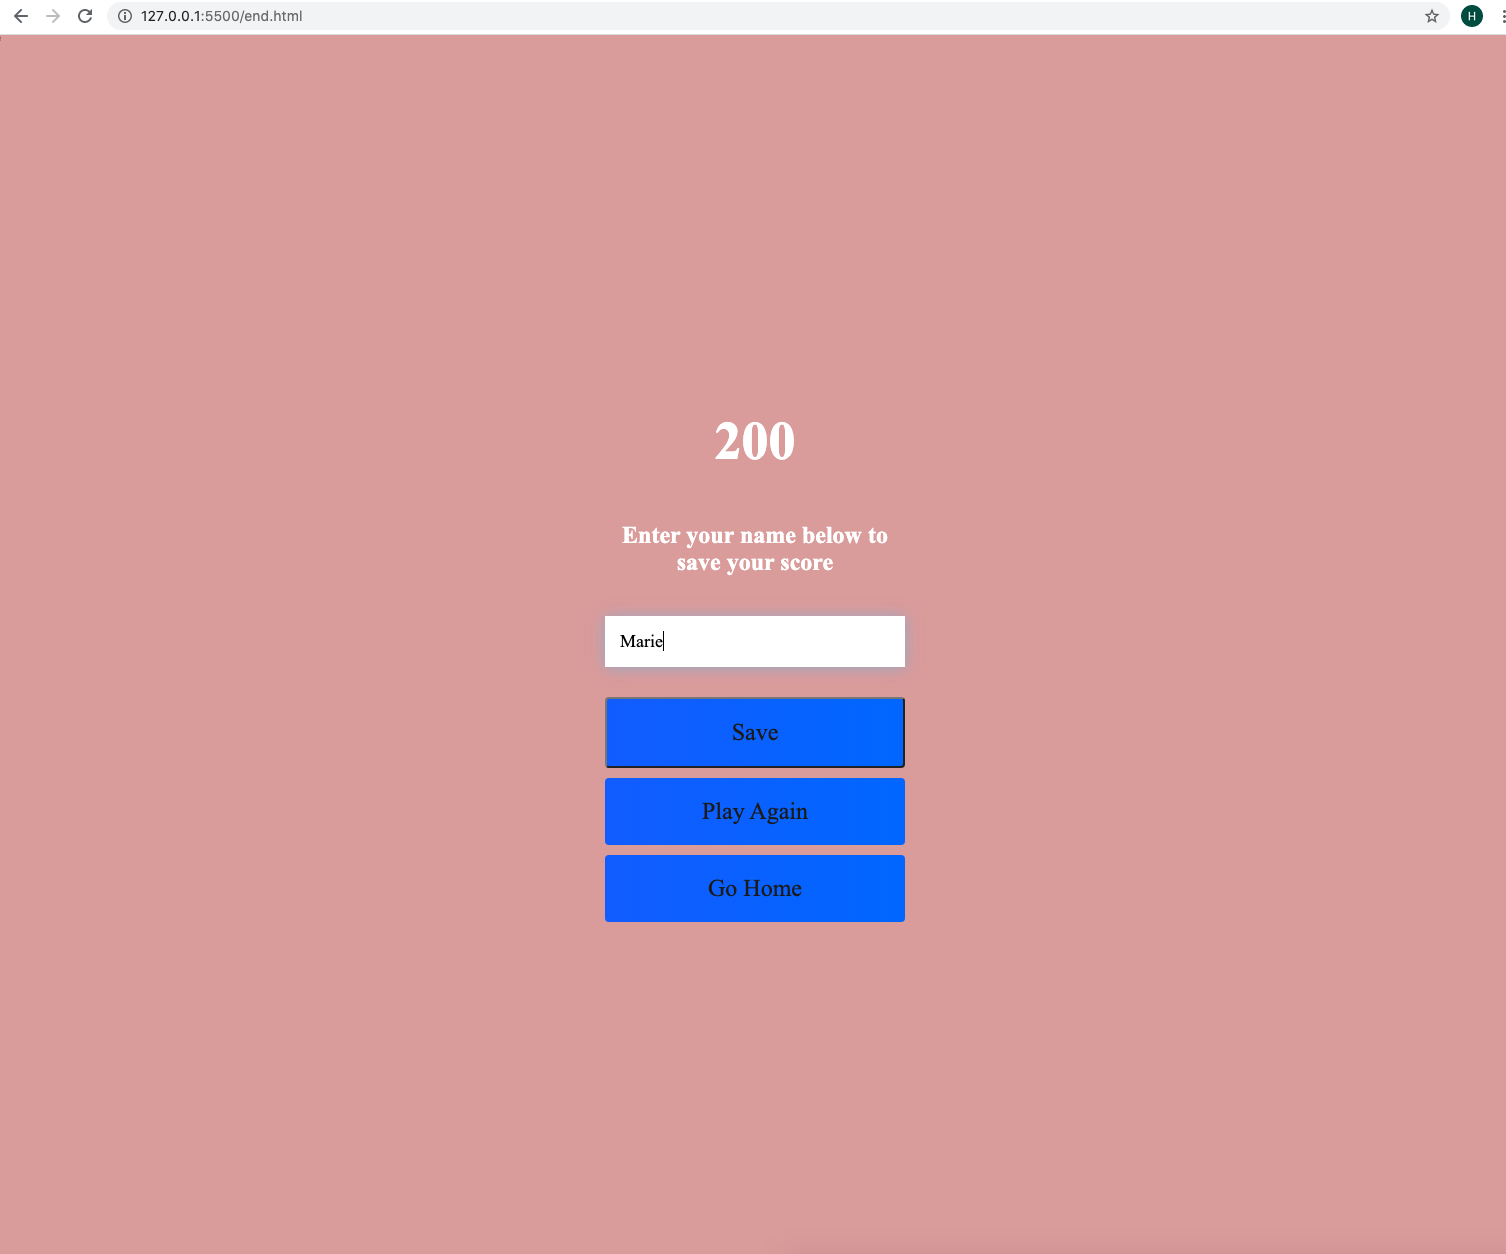 127.0.0.1:5500/end.html
H
200
Enter your name below to
save your score
Marie
Save
Play Again
Go Home